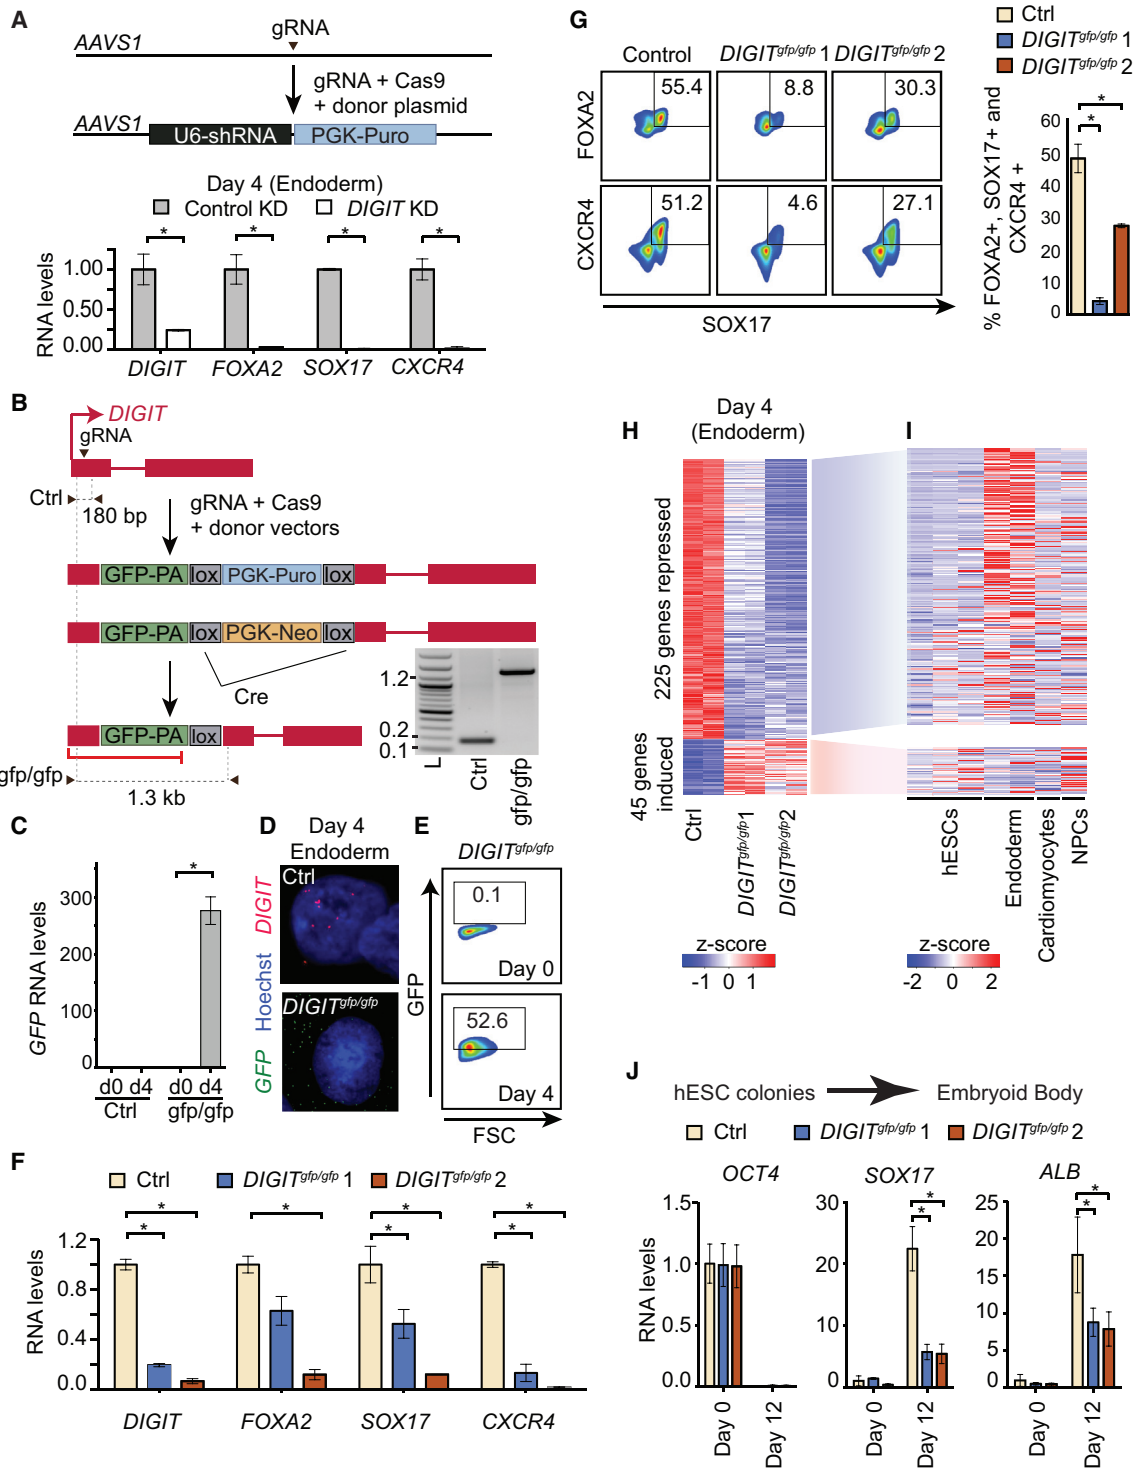 A
AAVS1
gRNA
gRNA + Cas9
+ donor plasmid
AAVS1
U6-shRNA
PGK-Puro
Day 4 (Endoderm)
Control KD
DIGIT KD
* * * *
RNA levels
1.00
0.50
0.00
DIGIT FOXA2 SOX17 CXCR4
B
DIGIT
gRNA
Ctrl
180 bp
gRNA + Cas9
+ donor vectors
GFP-PA lox PGK-Puro lox
GFP-PA lox PGK-Neo lox
Cre
GFP-PA lox
gfp/gfp
1.3 kb
1.2
0.2
0.1
L
Ctrl
gfp/gfp
C
GFP RNA levels
300
200
100
0
*
d0 d4 d0 d4
Ctrl gfp/gfp
D
Day 4
Endoderm
Ctrl
DIGITgfp/gfp
GFP Hoechst DIGIT
E
DIGITgfp/gfp
0.1
Day 0
52.6
Day 4
GFP
FSC
F
Ctrl
DIGITgfp/gfp 1
DIGITgfp/gfp 2
* * * *
* * *
RNA levels
1.2
0.8
0.4
0.0
DIGIT FOXA2 SOX17 CXCR4
G
Control DIGITgfp/gfp 1 DIGITgfp/gfp 2
FOXA2
55.4 8.8 30.3
CXCR4
51.2 4.6 27.1
SOX17
Ctrl
DIGITgfp/gfp 1
DIGITgfp/gfp 2
*
*
% FOXA2+, SOX17+ and
CXCR4 +
60
50
40
30
20
10
0
H
Day 4
(Endoderm)
225 genes repressed
45 genes
induced
Ctrl
DIGITgfp/gfp1
DIGITgfp/gfp2
z-score
-1 0 1
I
hESCs
Endoderm
Cardiomyocytes
NPCs
z-score
-2 0 2
J
hESC colonies
Embryoid Body
Ctrl
DIGITgfp/gfp 1
DIGITgfp/gfp 2
OCT4
RNA levels
1.5
1.0
0.5
0.0
Day 0
Day 12
SOX17
*
*
30
20
10
0
Day 0
Day 12
ALB
*
*
25
20
15
10
5
0
Day 0
Day 12